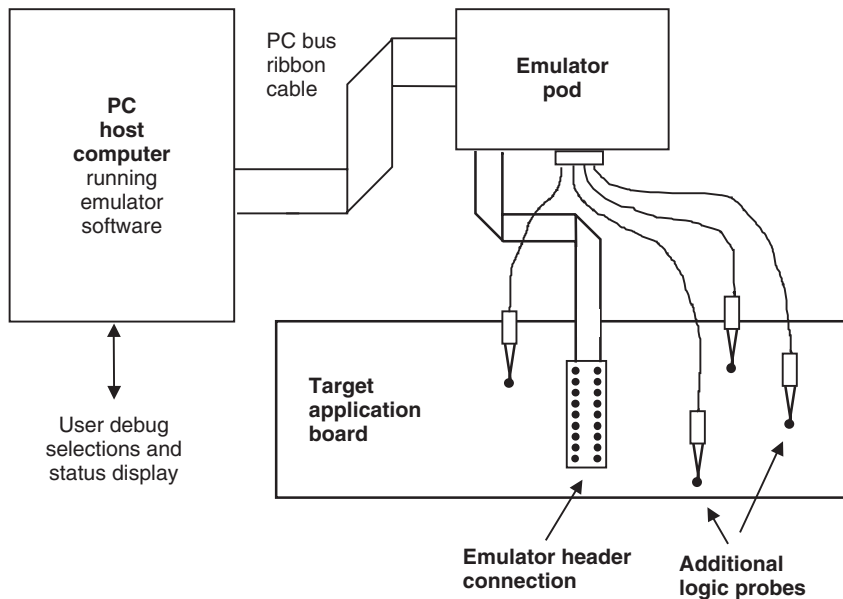 PC
host
computer
running
emulator
software
PC bus
ribbon
cable
Emulator
pod
User debug
selections and
status display
Target
application
board
Emulator header
connection
Additional
logic probes